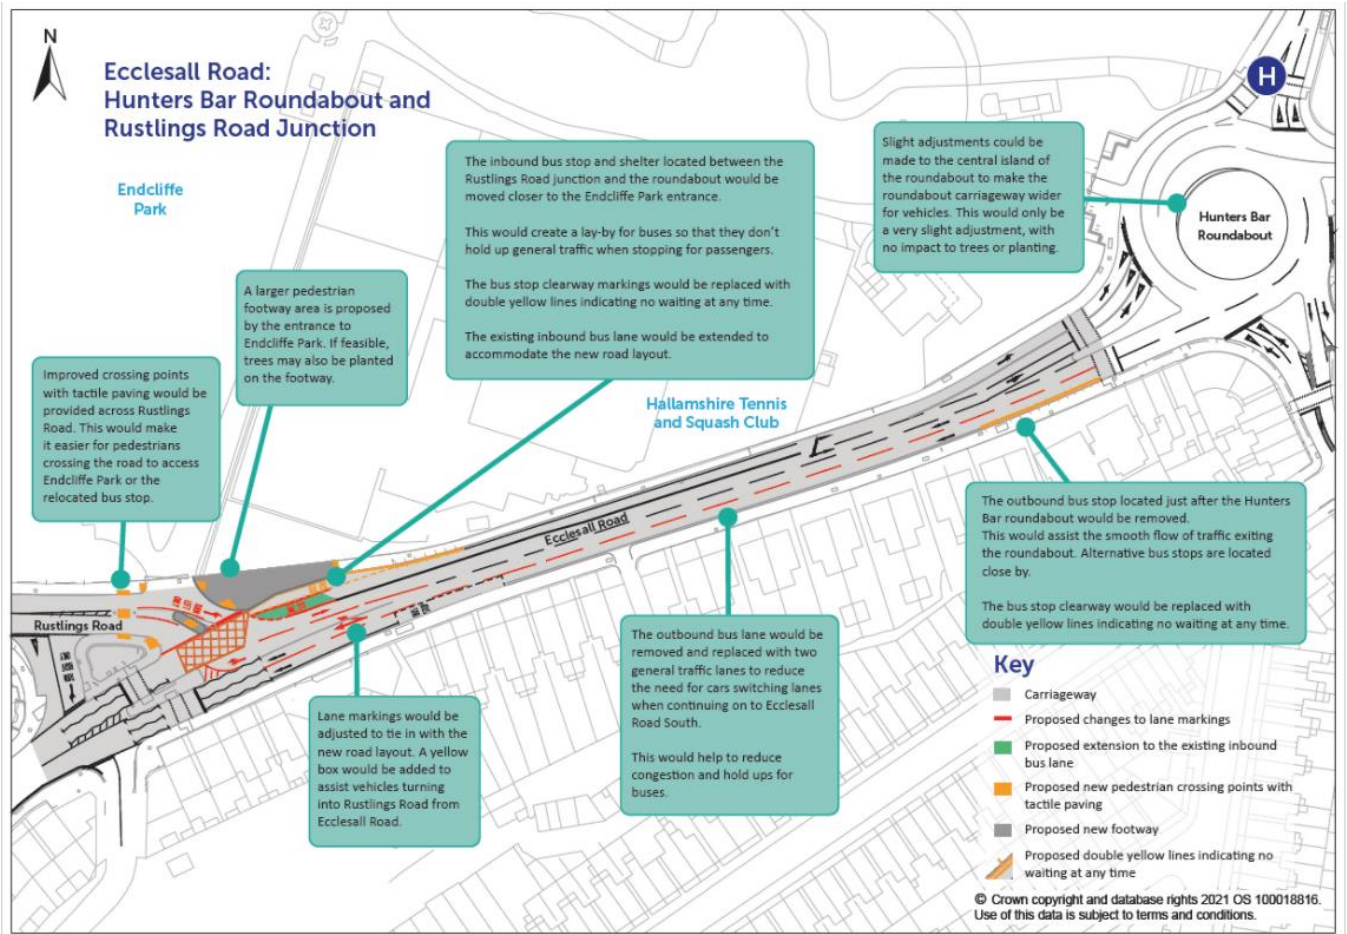 N
Ecclesall Road:
Hunters Bar Roundabout and
Rustlings Road Junction
H
Endcliffe
Park
The inbound bus stop and shelter located between the
Rustlings Road junction and the roundabout would be
moved closer to the Endcliffe Park entrance.
This would create a lay-by for buses so that they don't
hold up general traffic when stopping for passengers.
The bus stop clearway markings would be replaced with
double yellow lines indicating no waiting at any time.
The existing inbound bus lane would be extended to
accommodate the new road layout.
Slight adjustments could be
made to the central island of
the roundabout to make the
roundabout carriageway wider
for vehicles. This would only be
a very slight adjustment, with
no impact to trees or planting.
Hunters Bar
Roundabout
A larger pedestrian
footway area is proposed
by the entrance to
Endcliffe Park. If feasible,
trees may also be planted
on the footway.
Improved crossing points
with tactile paving would be
provided across Rustlings
Road. This would make
it easier for pedestrians
crossing the road to access
Endcliffe Park or the
relocated bus stop.
Hallamshire Tennis
and Squash Club
Ecclesall Road
Rustlings Road
The outbound bus stop located just after the Hunters
Bar roundabout would be removed.
This would assist the smooth flow of traffic exiting
the roundabout. Alternative bus stops are located
close by.
The bus stop clearway would be replaced with
double yellow lines indicating no waiting at any time.
The outbound bus lane would be
removed and replaced with two
general traffic lanes to reduce
the need for cars switching lanes
when continuing on to Ecclesall
Road South.
This would help to reduce
congestion and hold ups for
buses.
Lane markings would be
adjusted to tie in with the
new road layout. A yellow
box would be added to
assist vehicles turning
into Rustlings Road from
Ecclesall Road.
Key
Carriageway
Proposed changes to lane markings
Proposed extension to the existing inbound
bus lane
Proposed new pedestrian crossing points with
tactile paving
Proposed new footway
Proposed double yellow lines indicating no
waiting at any time
© Crown copyright and database rights 2021 OS 100018816.
Use of this data is subject to terms and conditions.